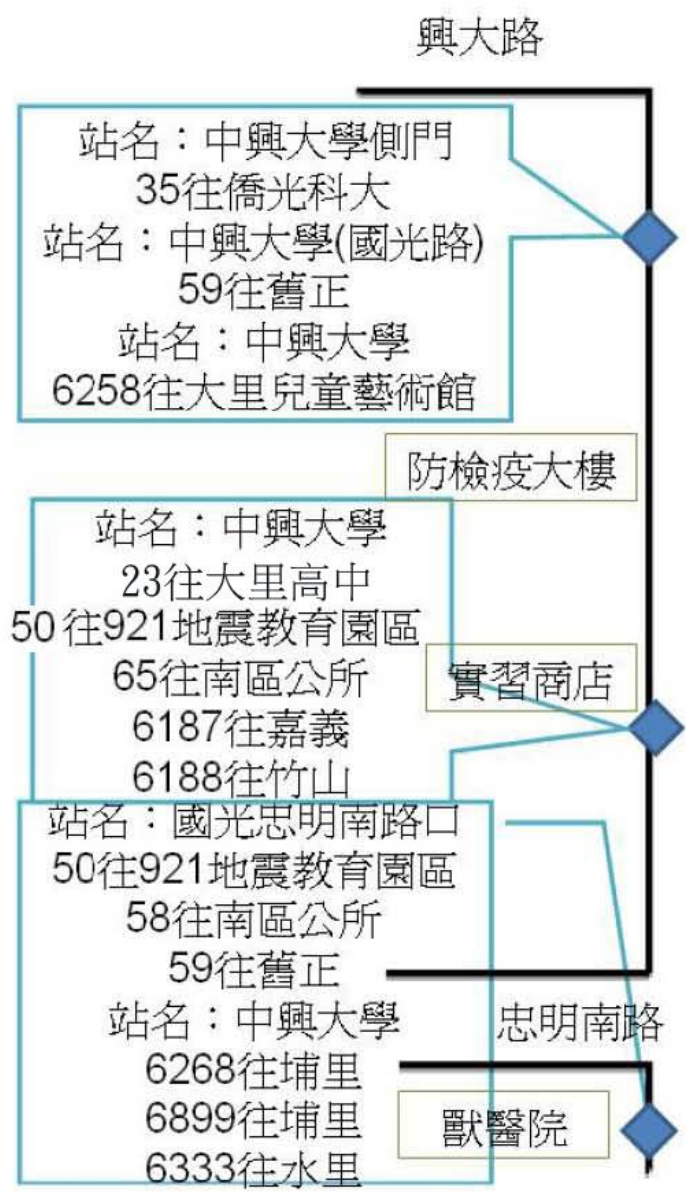 興大路
站名：中興大學側門
35往僑光科大
站名：中興大學(國光路)
59往舊正
站名：中興大學
6258往大里兒童藝術館
防檢疫大樓
站名：中興大學
23往大里高中
50往921地震教育園區
65往南區公所
6187往嘉義
6188往竹山
實習商店
站名：國光忠明南路口
50往921地震教育園區
58往南區公所
59往舊正
站名：中興大學
6268往埔里
6899往埔里
6333往水里
忠明南路
獸醫院